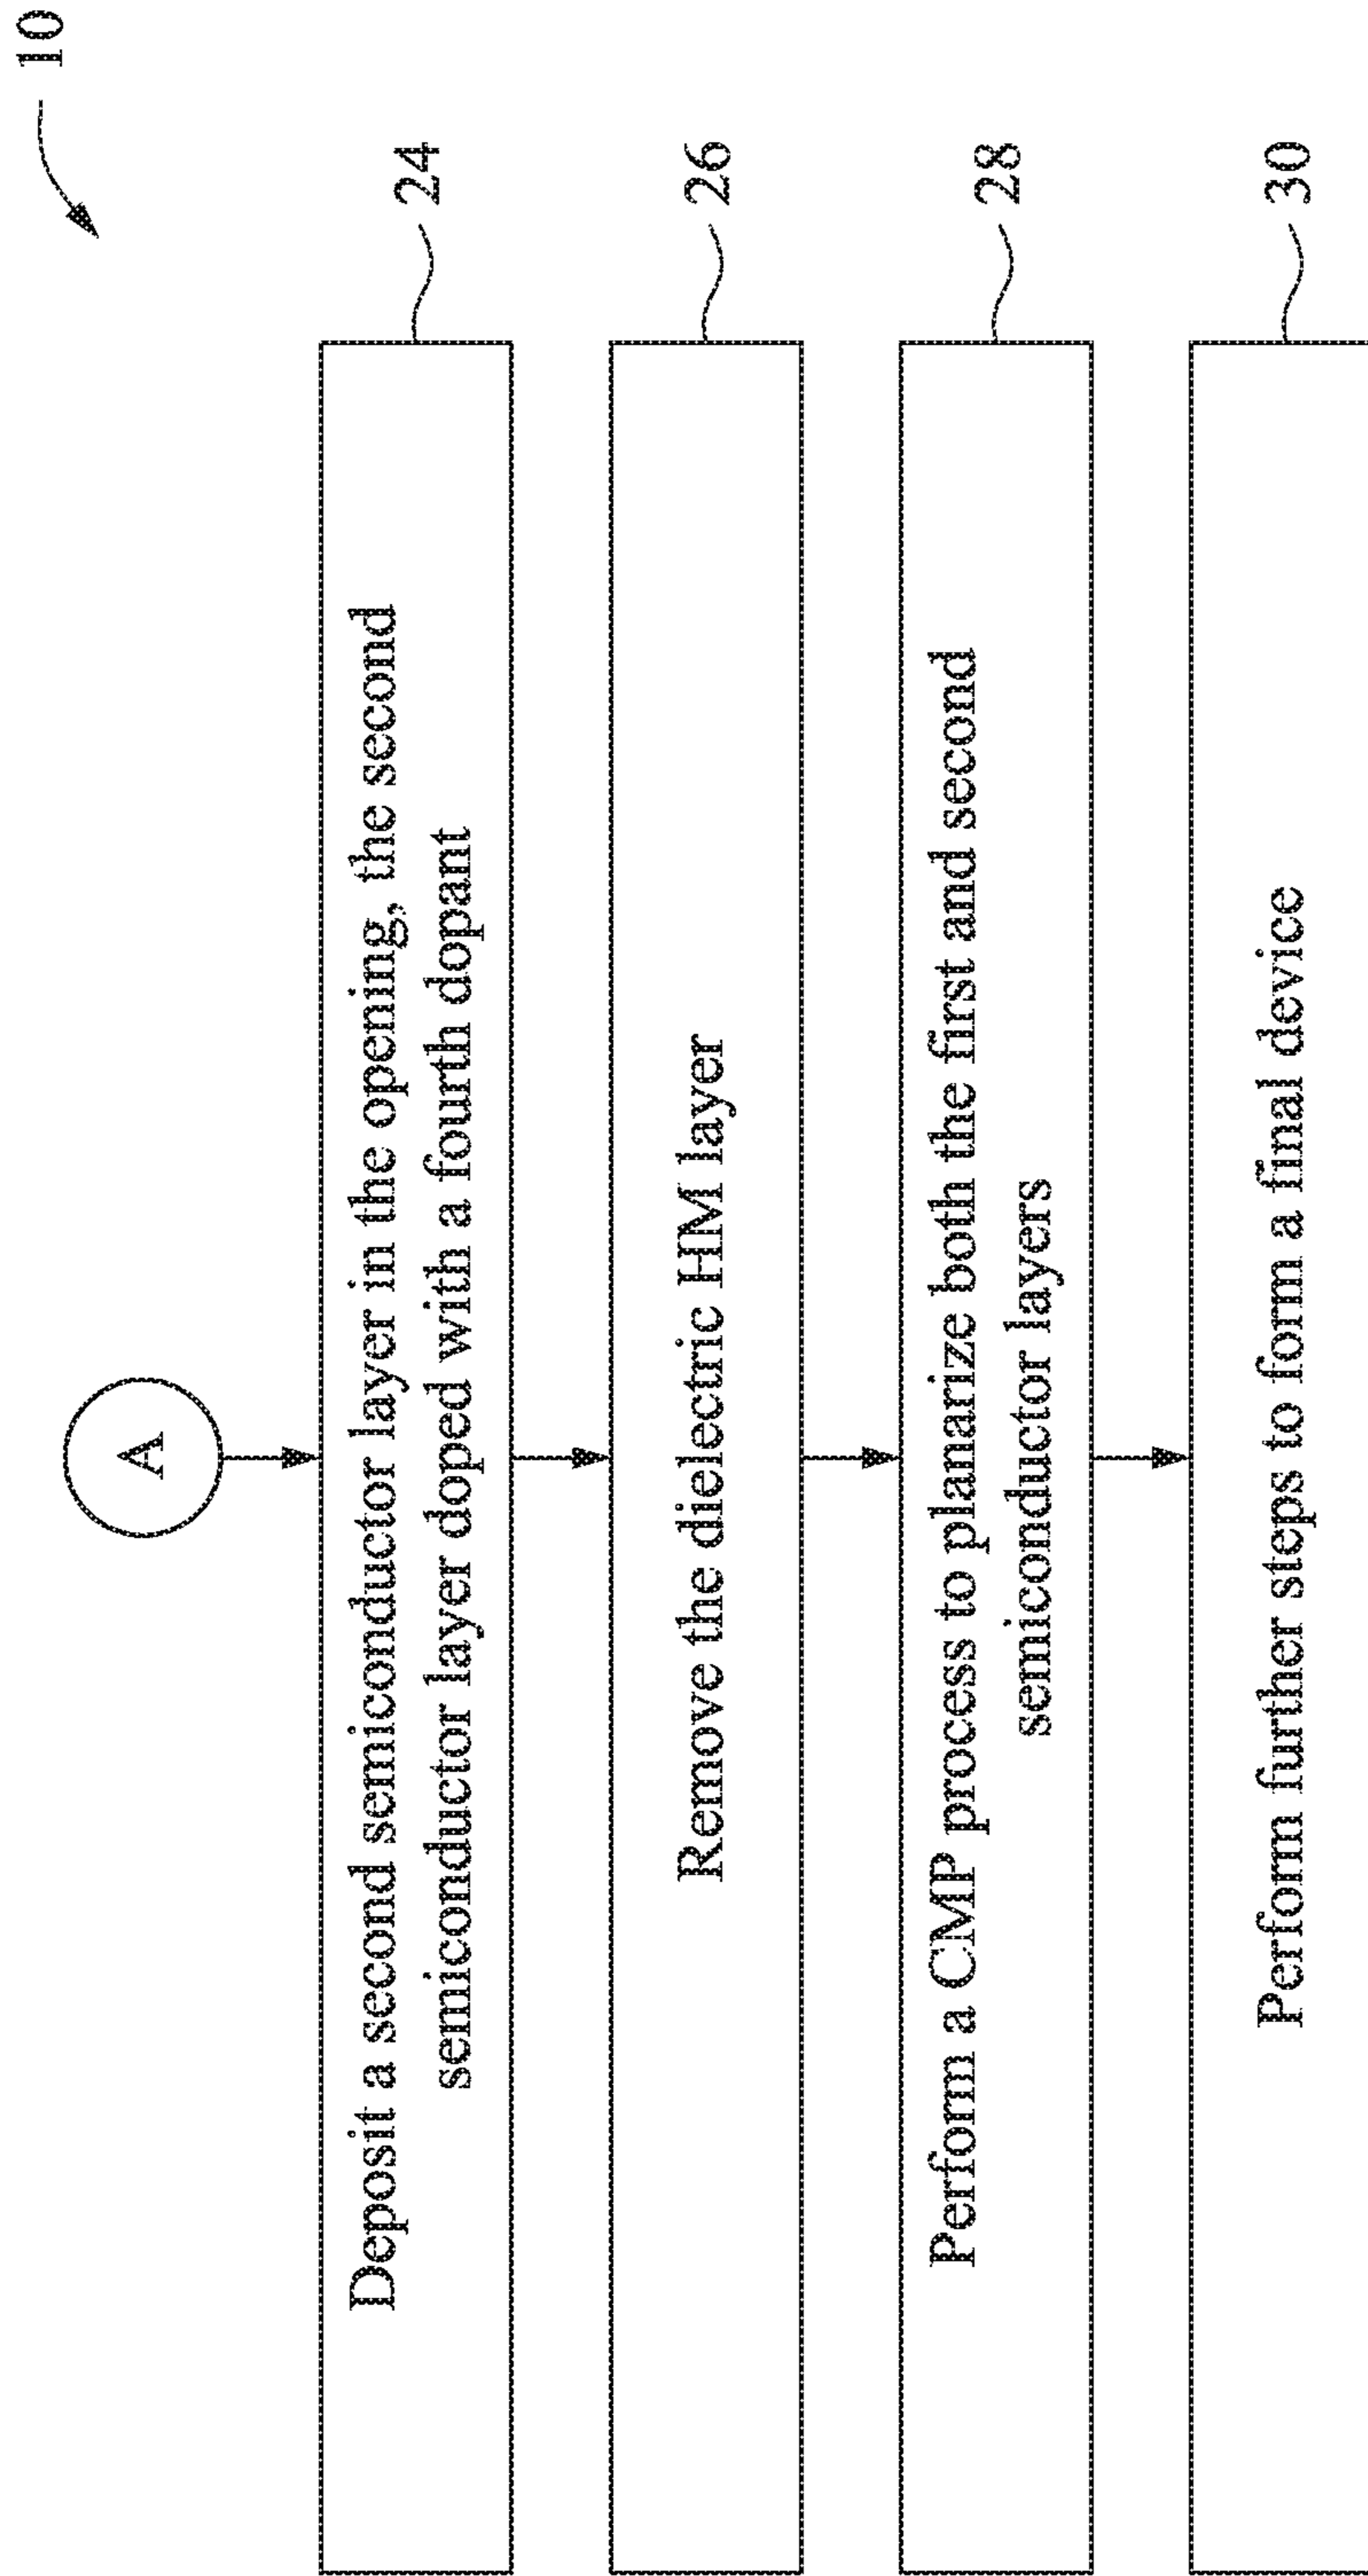 10
A
Deposit a second semiconductor layer in the opening, the second
semiconductor layer doped with a fourth dopant
24
Remove the dielectric HM layer
26
Perform a CMP process to planarize both the first and second
semiconductor layers
28
Perform further steps to form a final device
30